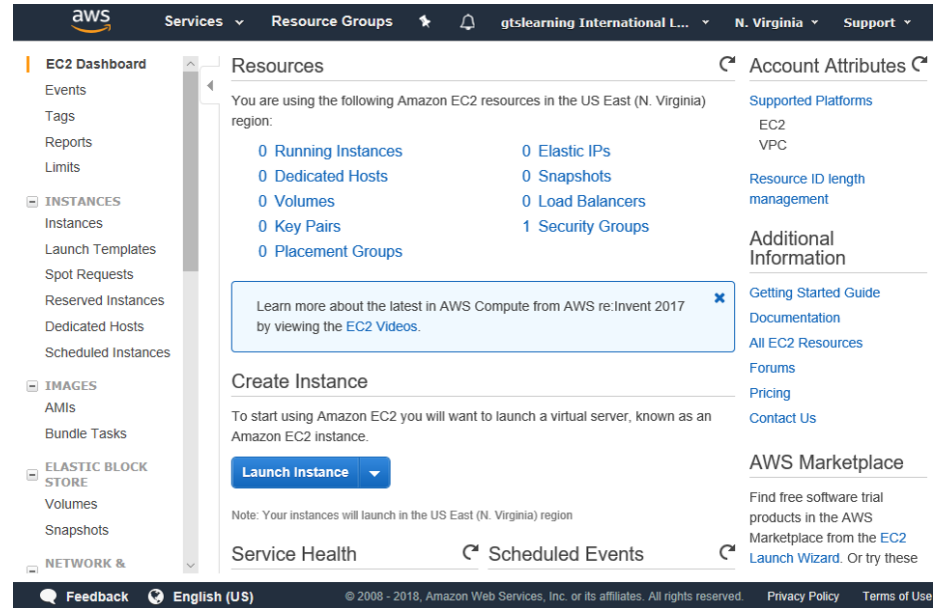 aws
Services
Resource Groups
gtslearning International L...
N. Virginia
Support
EC2 Dashboard
Events
Tags
Reports
Limits
INSTANCES
Instances
Launch Templates
Spot Requests
Reserved Instances
Dedicated Hosts
Scheduled Instances
IMAGES
AMIs
Bundle Tasks
ELASTIC BLOCK
STORE
Volumes
Snapshots
NETWORK &
Resources
You are using the following Amazon EC2 resources in the US East (N. Virginia)
region:
0 Running Instances
0 Elastic IPs
0 Dedicated Hosts
0 Snapshots
0 Volumes
0 Load Balancers
0 Key Pairs
1 Security Groups
0 Placement Groups
Learn more about the latest in AWS Compute from AWS re:Invent 2017
by viewing the EC2 Videos.
Create Instance
To start using Amazon EC2 you will want to launch a virtual server, known as an
Amazon EC2 instance.
Launch Instance
Note: Your instances will launch in the US East (N. Virginia) region
Service Health
Scheduled Events
Account Attributes
Supported Platforms
EC2
VPC
Resource ID length
management
Additional
Information
Getting Started Guide
Documentation
All EC2 Resources
Forums
Pricing
Contact Us
AWS Marketplace
Find free software trial
products in the AWS
Marketplace from the EC2
Launch Wizard. Or try these
Feedback
English (US)
© 2008 - 2018, Amazon Web Services, Inc. or its affiliates. All rights reserved.
Privacy Policy
Terms of Use